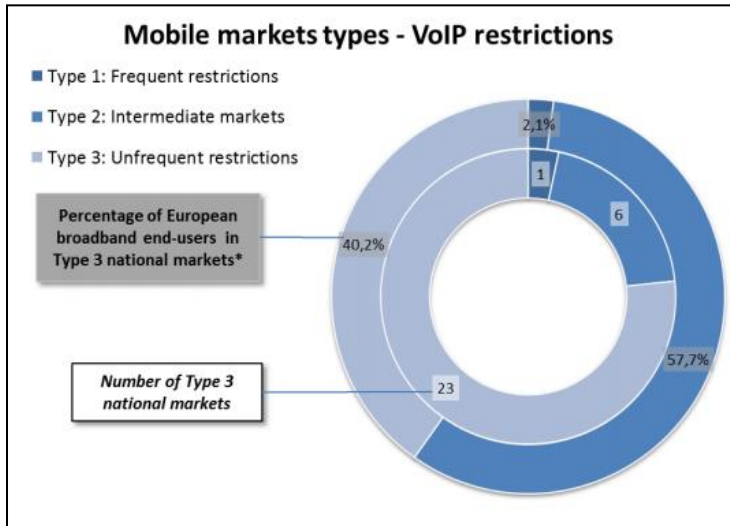 Mobile markets types - VoIP restrictions
Type 1: Frequent restrictions
Type 2: Intermediate markets
Type 3: Unfrequent restrictions
2,1%
1
6
Percentage of European
broadband end-users in
Type 3 national markets*
40,2%
57,7%
Number of Type 3
national markets
23